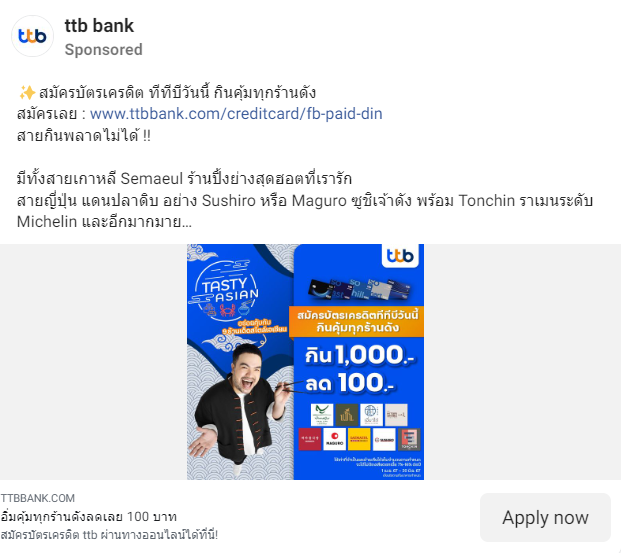 ttb
ttb bank
Sponsored
✨ สมัครบัตรเครดิต ทีทีบีวันนี้ กินคุ้มทุกร้านดัง
สมัครเลย : www.ttbbank.com/creditcard/fb-paid-din
สายกินพลาดไม่ได้ !!
มีทั้งสายเกาหลี Semaeul ร้านปิ้งย่างสุดฮอตที่เรารัก
สายญี่ปุ่น แดนปลาดิบ อย่าง Sushiro หรือ Maguro ซูชิเจ้าดัง พร้อม Tonchin ราเมนระดับ
Michelin และอีกมากมาย...
ttb
TASTY
ASIAN
อร่อยคุ้มกับ
สมัครบัตรเครดิตทีทีบีวันนี้
กินคุ้มทุกร้านดัง
กิน 1,000.-
ลด 100.-
MAGURO
TTBBANK.COM
อิ่มคุ้มทุกร้านดังลดเลย 100 บาท
สมัครบัตรเครดิต ttb ผ่านทางออนไลน์ได้ที่นี่!
Apply now